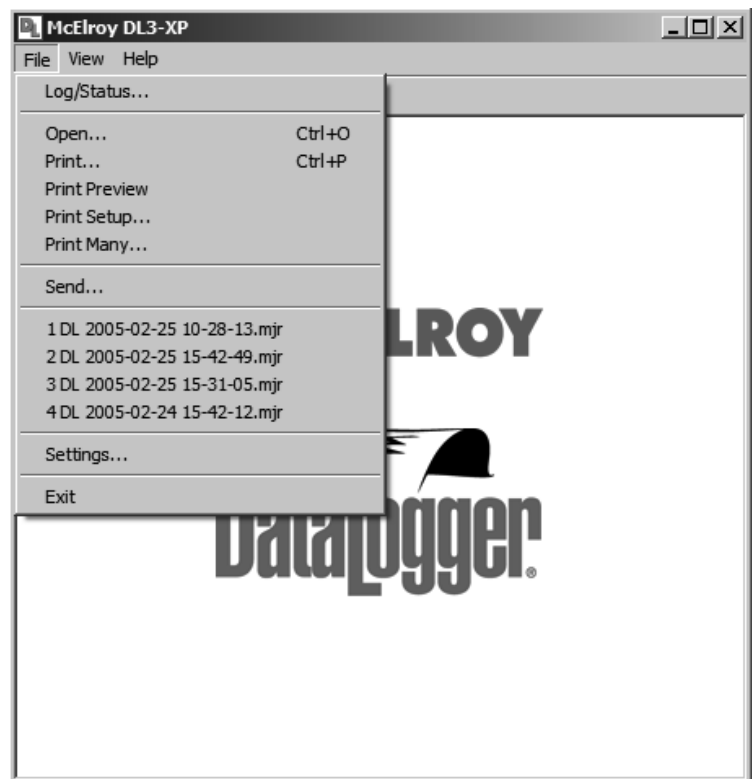 McElroy DL3-XP
File View Help
Log/Status...
Open... Ctrl+O
Print... Ctrl+P
Print Preview
Print Setup...
Print Many...
Send...
1 DL 2005-02-25 10-28-13.mjr
2 DL 2005-02-25 15-42-49.mjr
3 DL 2005-02-25 15-31-05.mjr
4 DL 2005-02-24 15-42-12.mjr
Settings...
Exit
LROY
DataLogger®